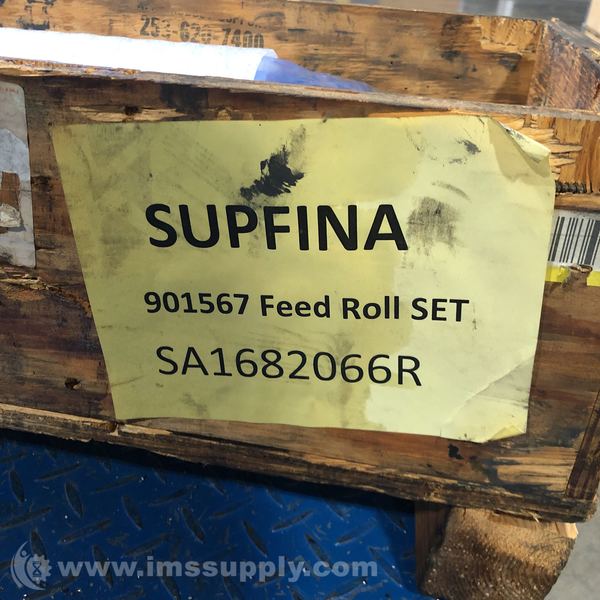 SUPFINA
901567 Feed Roll SET
SA1682066R
www.imssupply.com